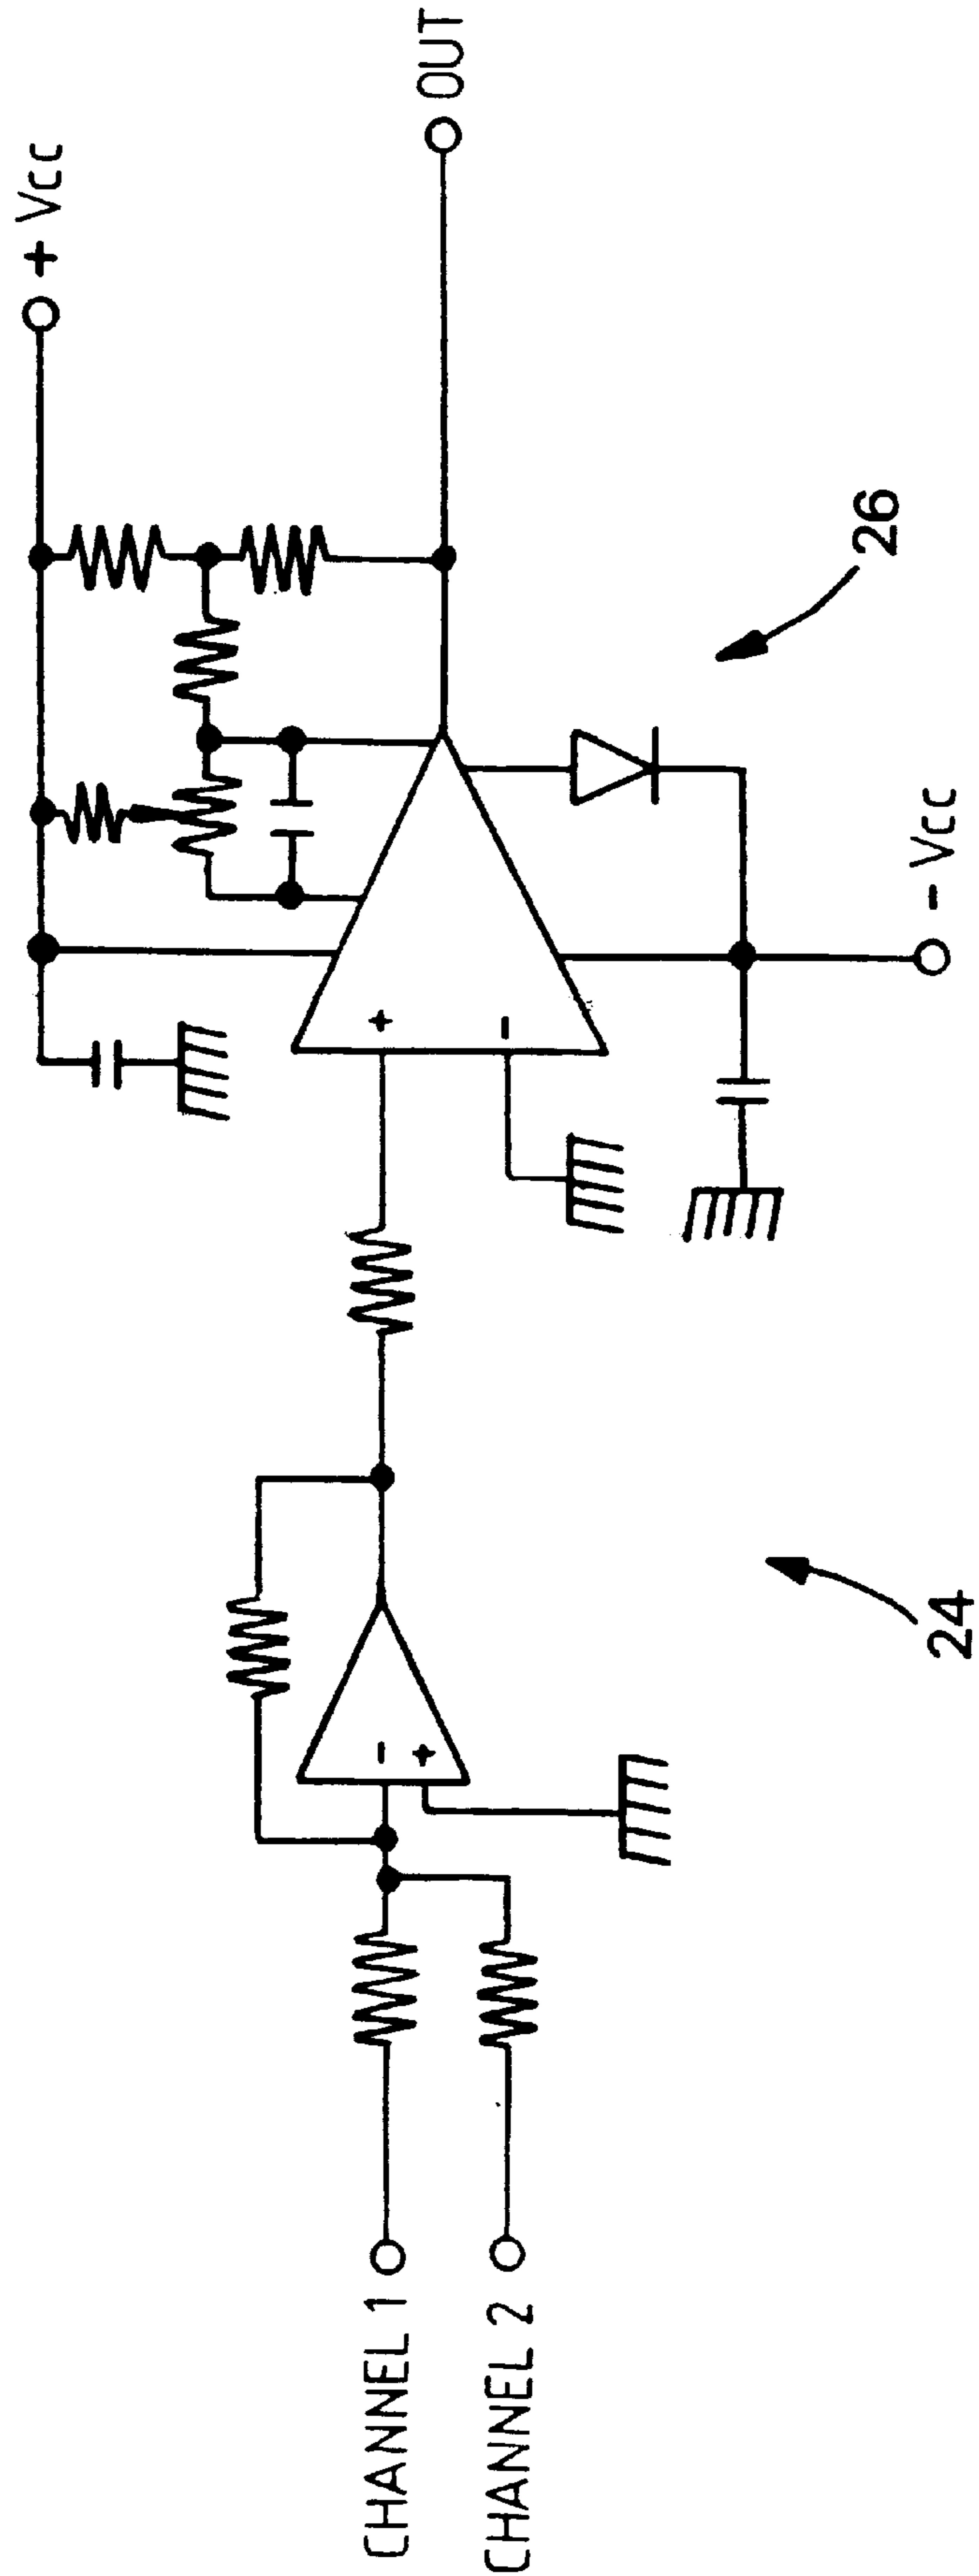 CHANNEL 1
CHANNEL 2
-
+
24
+
-
+ Vcc
OUT
26
- Vcc